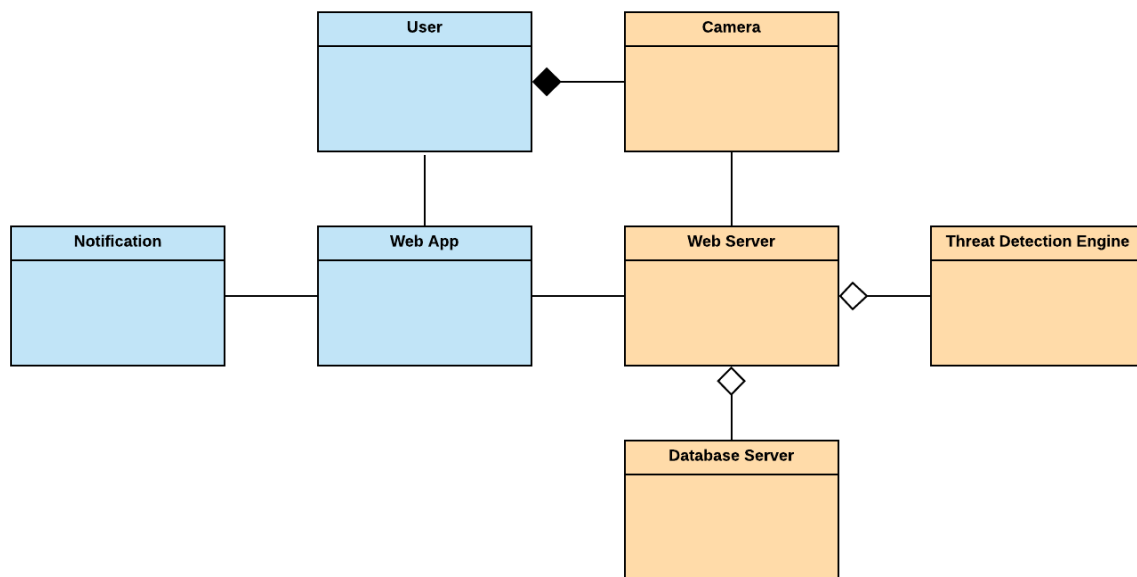 User
Camera
Notification
Web App
Web Server
Threat Detection Engine
Database Server